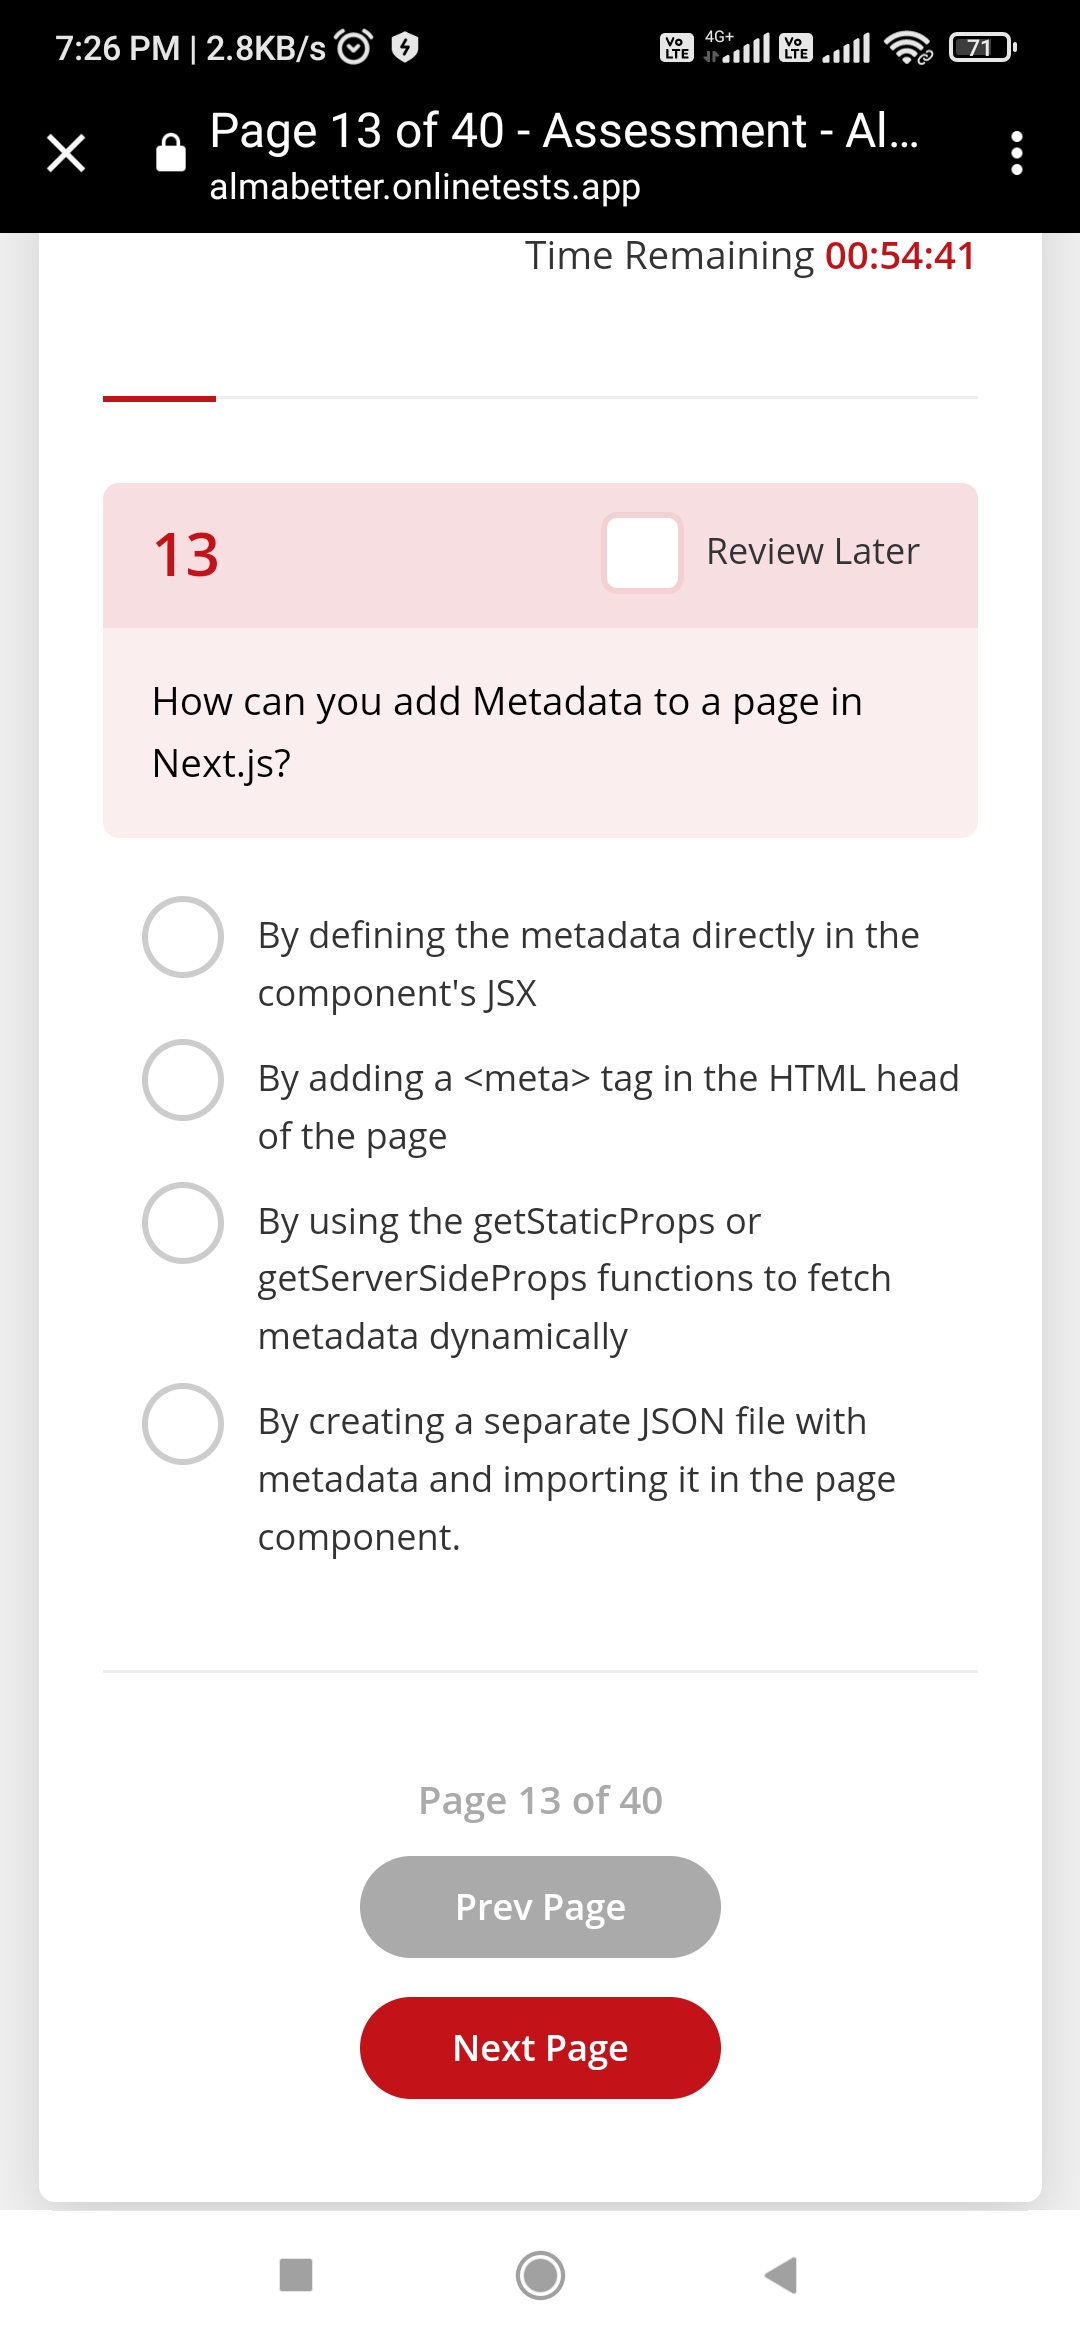 7:26 PM | 2.8KB/s
Vo LTE 4G+ Vo LTE 71
Page 13 of 40 - Assessment - Al...
almabetter.onlinetests.app
Time Remaining 00:54:41
13 Review Later
How can you add Metadata to a page in
Next.js?
By defining the metadata directly in the
component's JSX
By adding a <meta> tag in the HTML head
of the page
By using the getStaticProps or
getServerSideProps functions to fetch
metadata dynamically
By creating a separate JSON file with
metadata and importing it in the page
component.
Page 13 of 40
Prev Page
Next Page